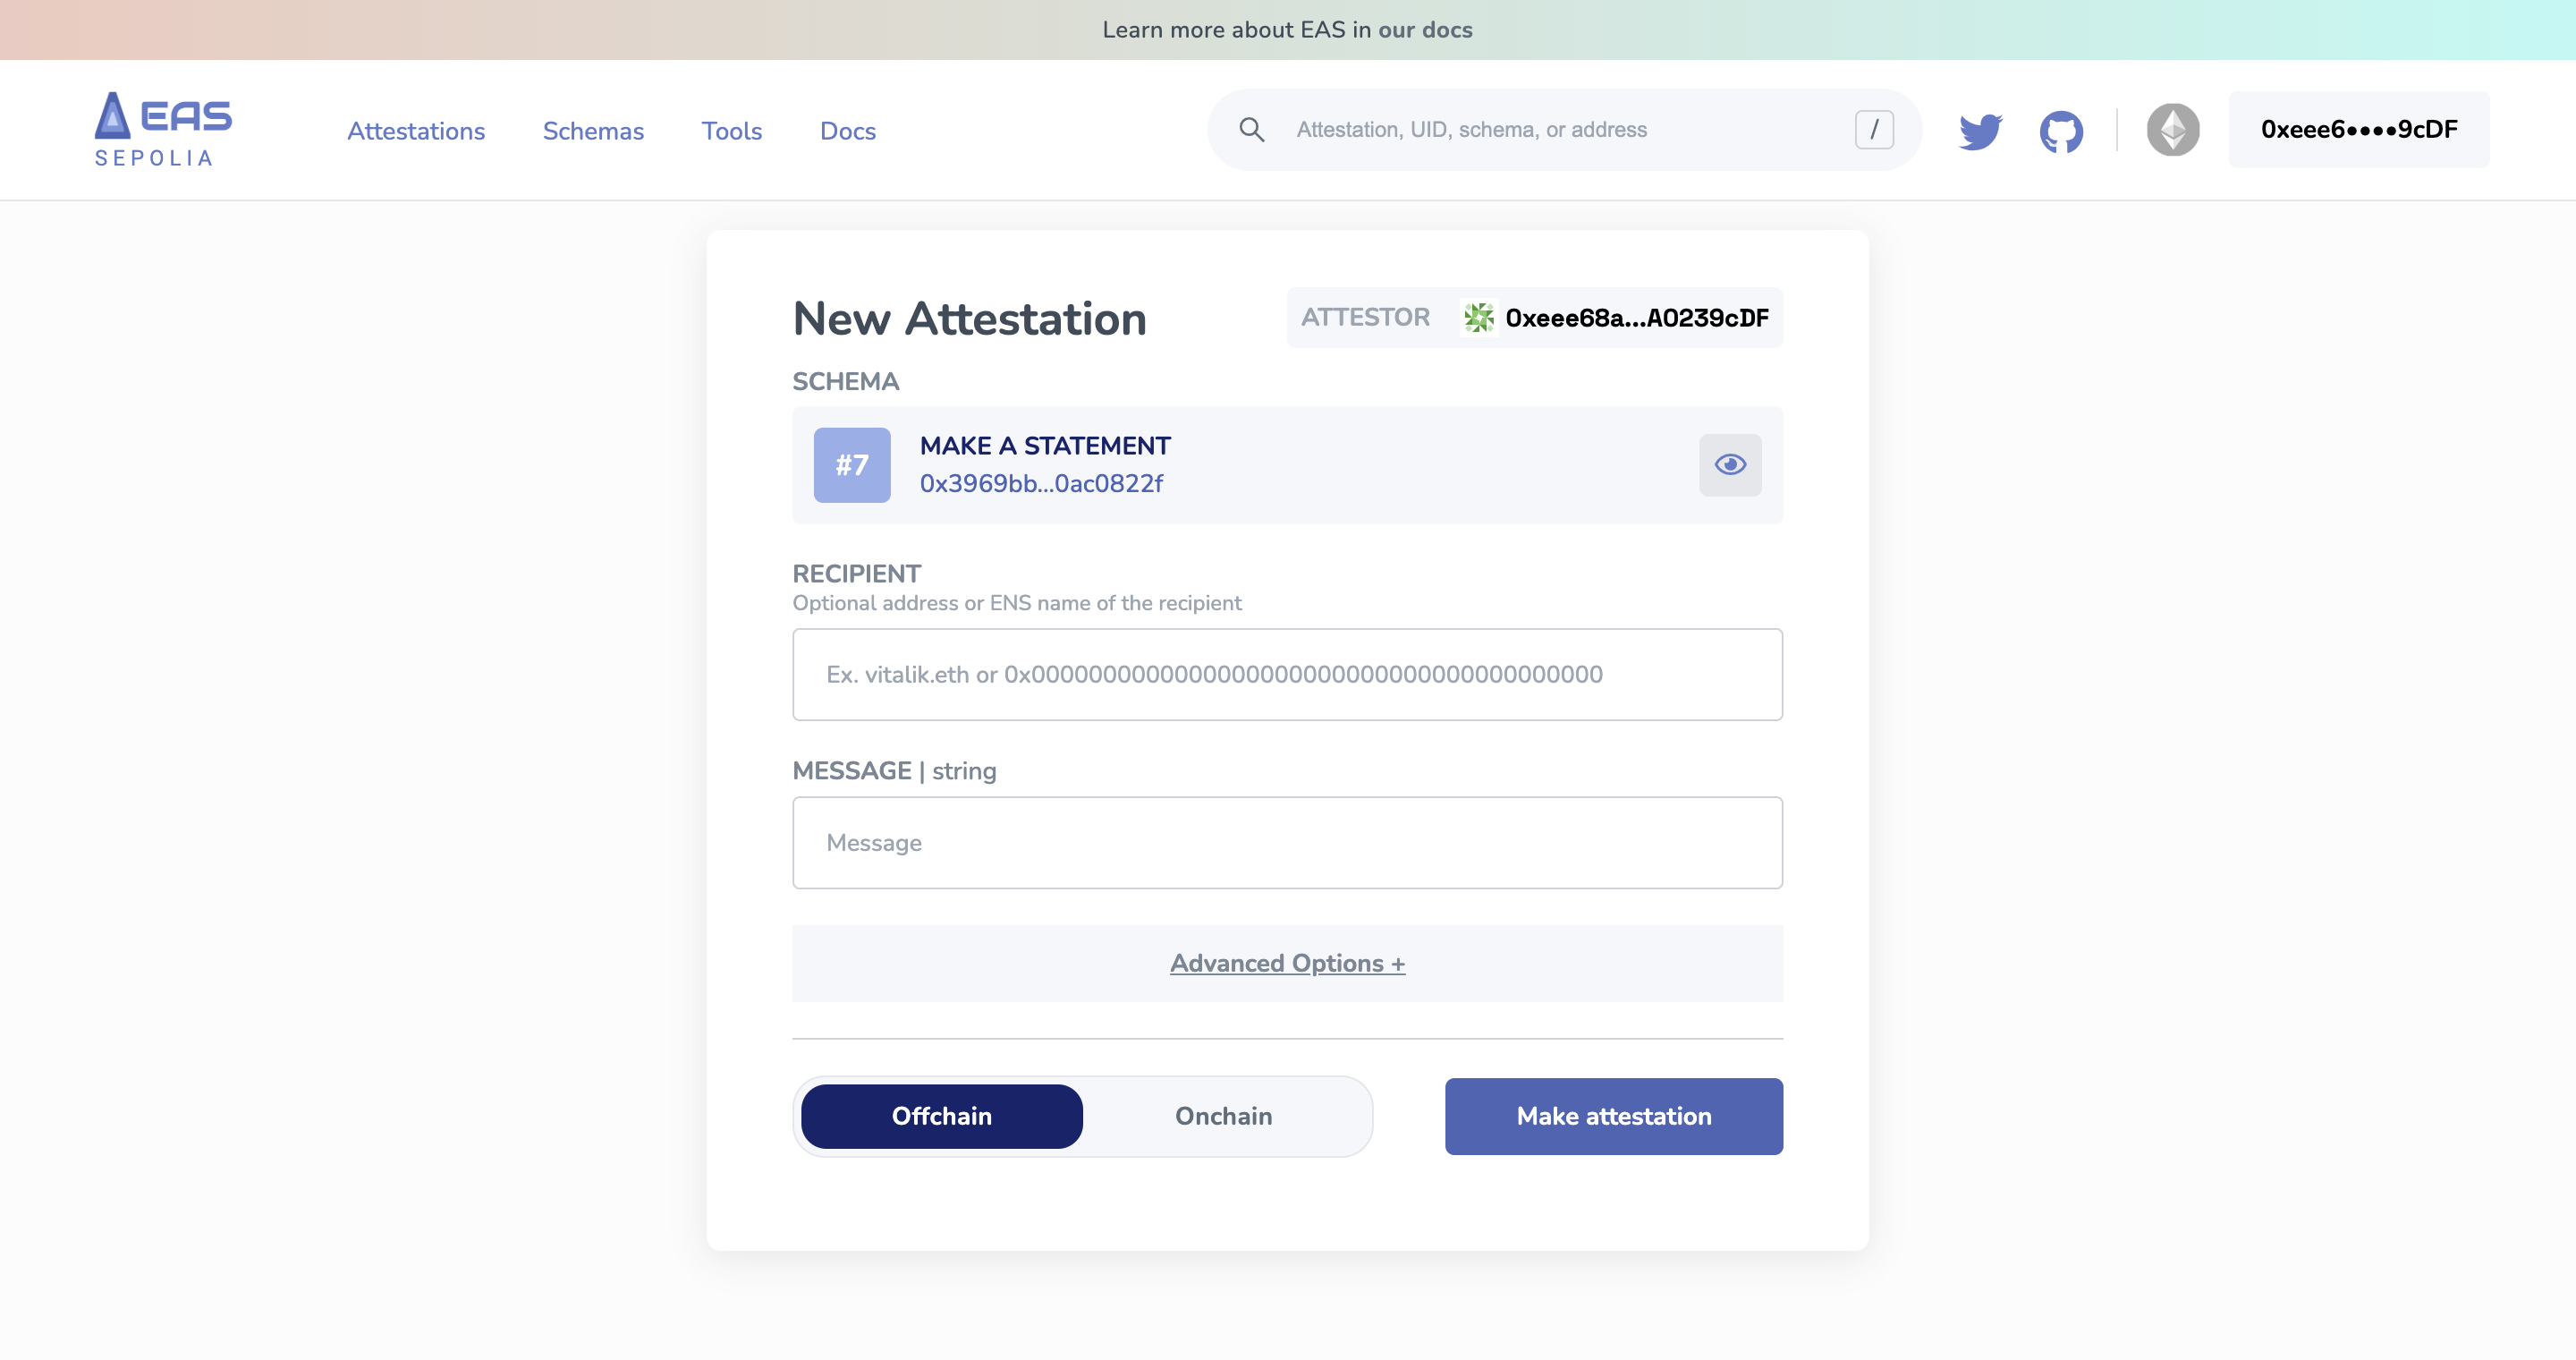 Learn more about EAS in our docs
EAS
SEPOLIA
Attestations
Schemas
Tools
Docs
Attestation, UID, schema, or address
/
0xeee6••••9cDF
New Attestation
ATTESTOR
0xeee68a...A0239cDF
SCHEMA
#7
MAKE A STATEMENT
0x3969bb...0ac0822f
RECIPIENT
Optional address or ENS name of the recipient
Ex. vitalik.eth or 0x0000000000000000000000000000000000000000
MESSAGE | string
Message
Advanced Options +
Offchain
Onchain
Make attestation